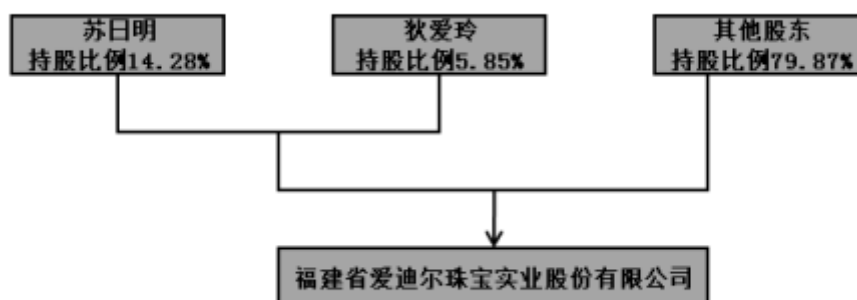 苏日明
持股比例14.28%
狄爱玲
持股比例5.85%
其他股东
持股比例79.87%
福建省爱迪尔珠宝实业股份有限公司